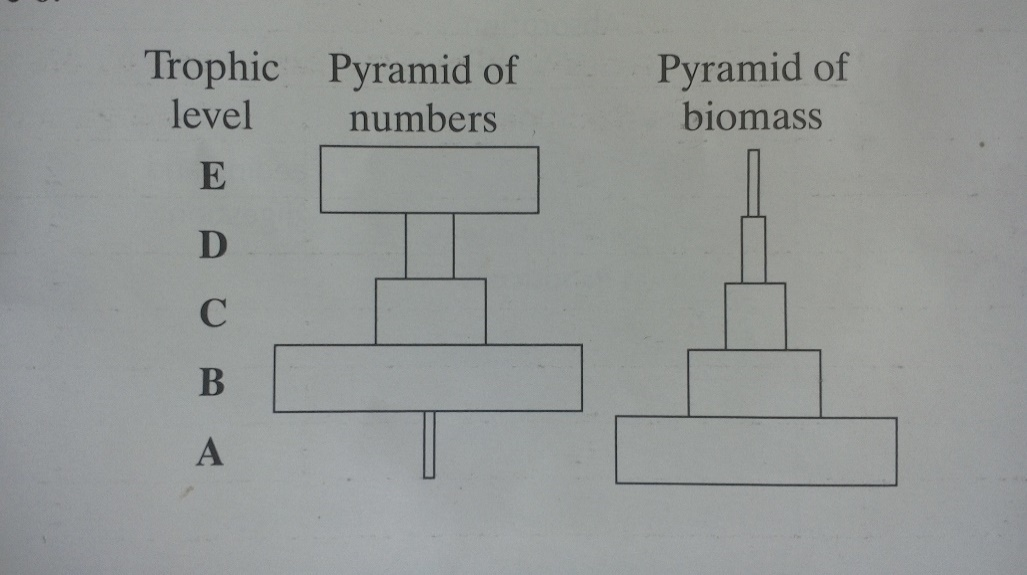 Trophic level
Pyramid of numbers
Pyramid of biomass
E
D
C
B
A